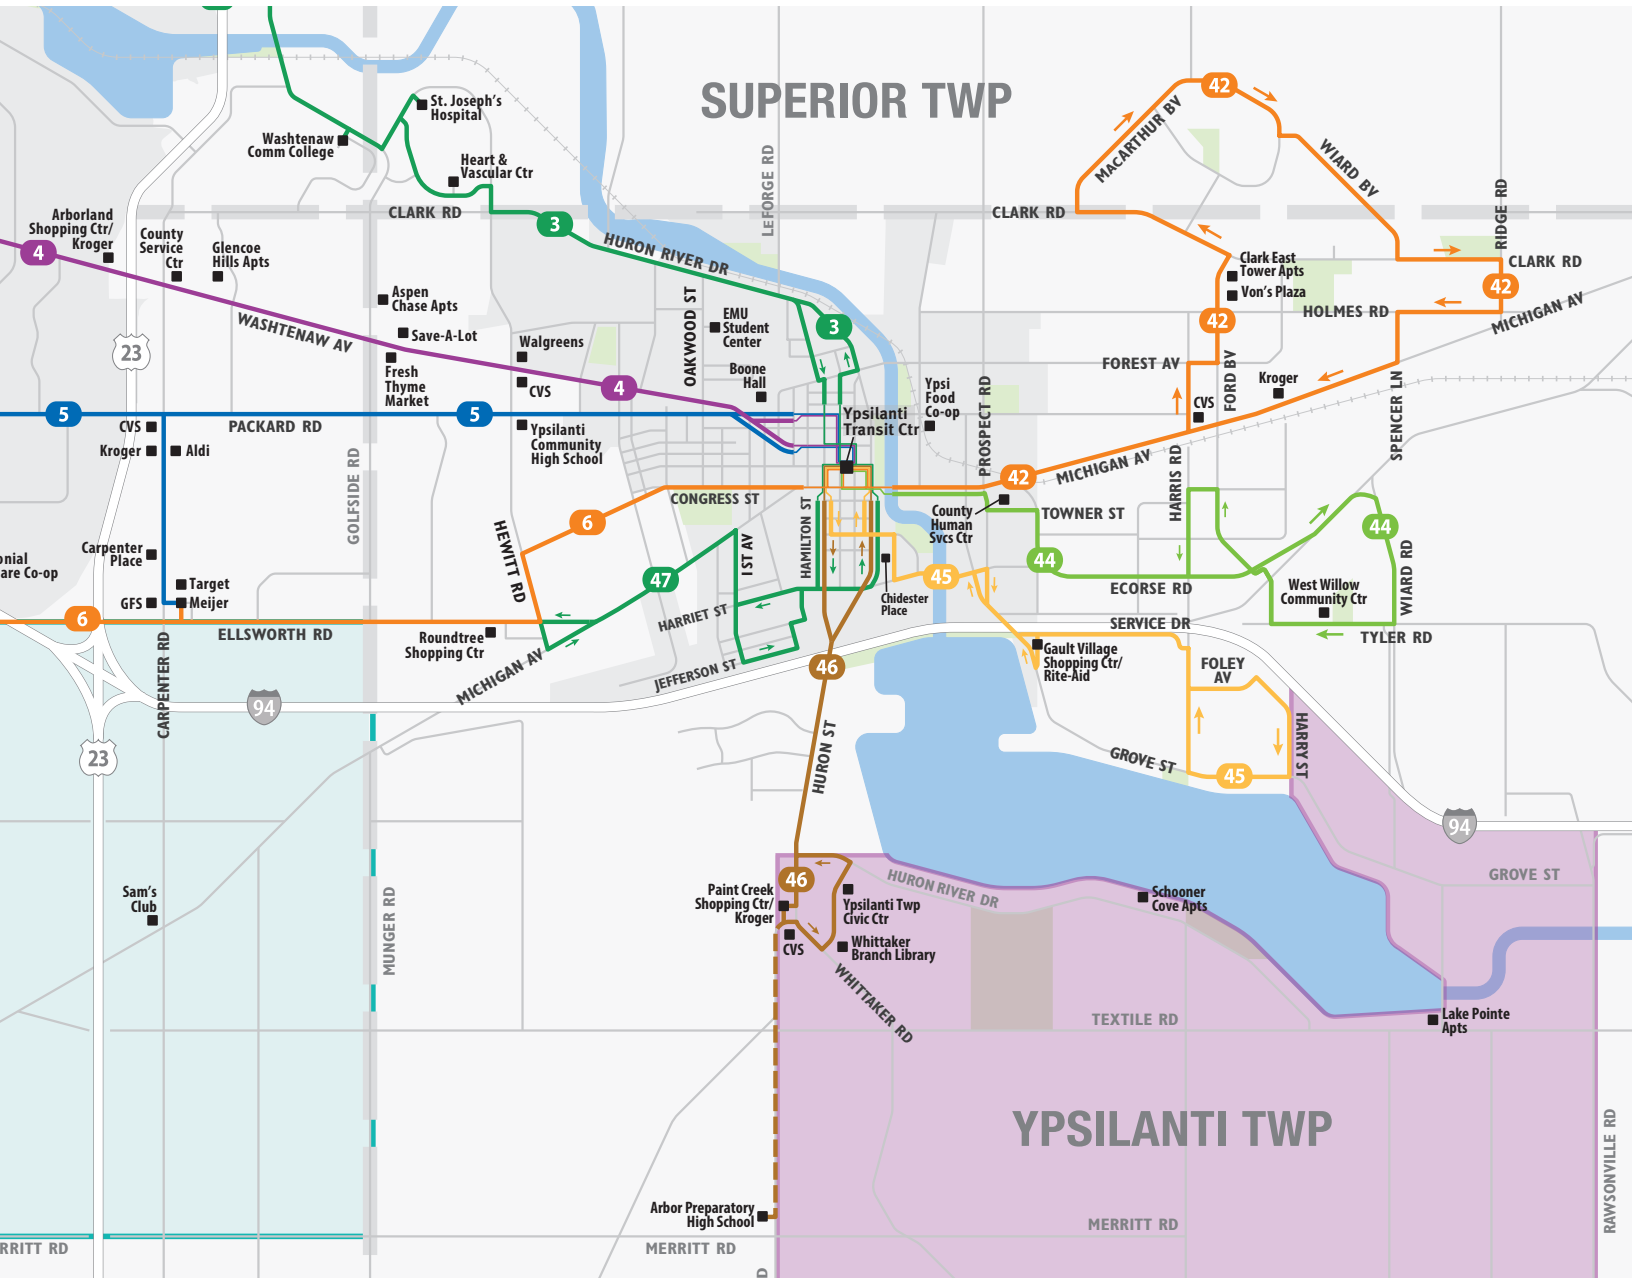 SUPERIOR TWP
42
MACARTHUR BV
WIARD BV
St. Joseph's
Hospital
Washtenaw
Comm College
Heart &
Vascular Ctr
LEFORGE RD
RIDGE RD
CLARK RD
CLARK RD
3
HURON RIVER DR
Arborland
Shopping Ctr/
Kroger
4
County
Service
Ctr
Glencoe
Hills Apts
Clark East
Tower Apts
Von's Plaza
CLARK RD
42
HOLMES RD
MICHIGAN AV
42
Aspen
Chase Apts
Save-A-Lot
WASHTENAW AV
23
OAKWOOD ST
EMU
Student
Center
3
Walgreens
Fresh
Thyme
Market
CVS
4
Boone
Hall
FOREST AV
FORD BV
Kroger
CVS
SPENCER LN
PROSPECT RD
Ypsi
Food
Co-op
5
5
PACKARD RD
CVS
Kroger
Aldi
Ypsilanti
Community
High School
Ypsilanti
Transit Ctr
GOLFSIDE RD
42
MICHIGAN AV
HARRIS RD
CONGRESS ST
HAMILTON ST
County
Human
Svcs Ctr
TOWNER ST
6
HEWITT RD
44
WIARD RD
1ST AV
Carpenter
Place
onial
are Co-op
47
Chidester
Place
45
44
ECORSE RD
West Willow
Community Ctr
Target
GFS
Meijer
6
ELLSWORTH RD
HARRIET ST
SERVICE DR
TYLER RD
Roundtree
Shopping Ctr
MICHIGAN AV
JEFFERSON ST
46
Gault Village
Shopping Ctr/
Rite-Aid
FOLEY
AV
CARPENTER RD
94
23
HURON ST
GROVE ST
45
HARRY ST
94
Sam's
Club
MUNGER RD
46
Paint Creek
Shopping Ctr/
Kroger
CVS
Ypsilanti Twp
Civic Ctr
Whittaker
Branch Library
HURON RIVER DR
Schooner
Cove Apts
GROVE ST
WHITTAKER RD
TEXTILE RD
Lake Pointe
Apts
YPSILANTI TWP
RAWSONVILLE RD
Arbor Preparatory
High School
MERRITT RD
RRITT RD
MERRITT RD
D